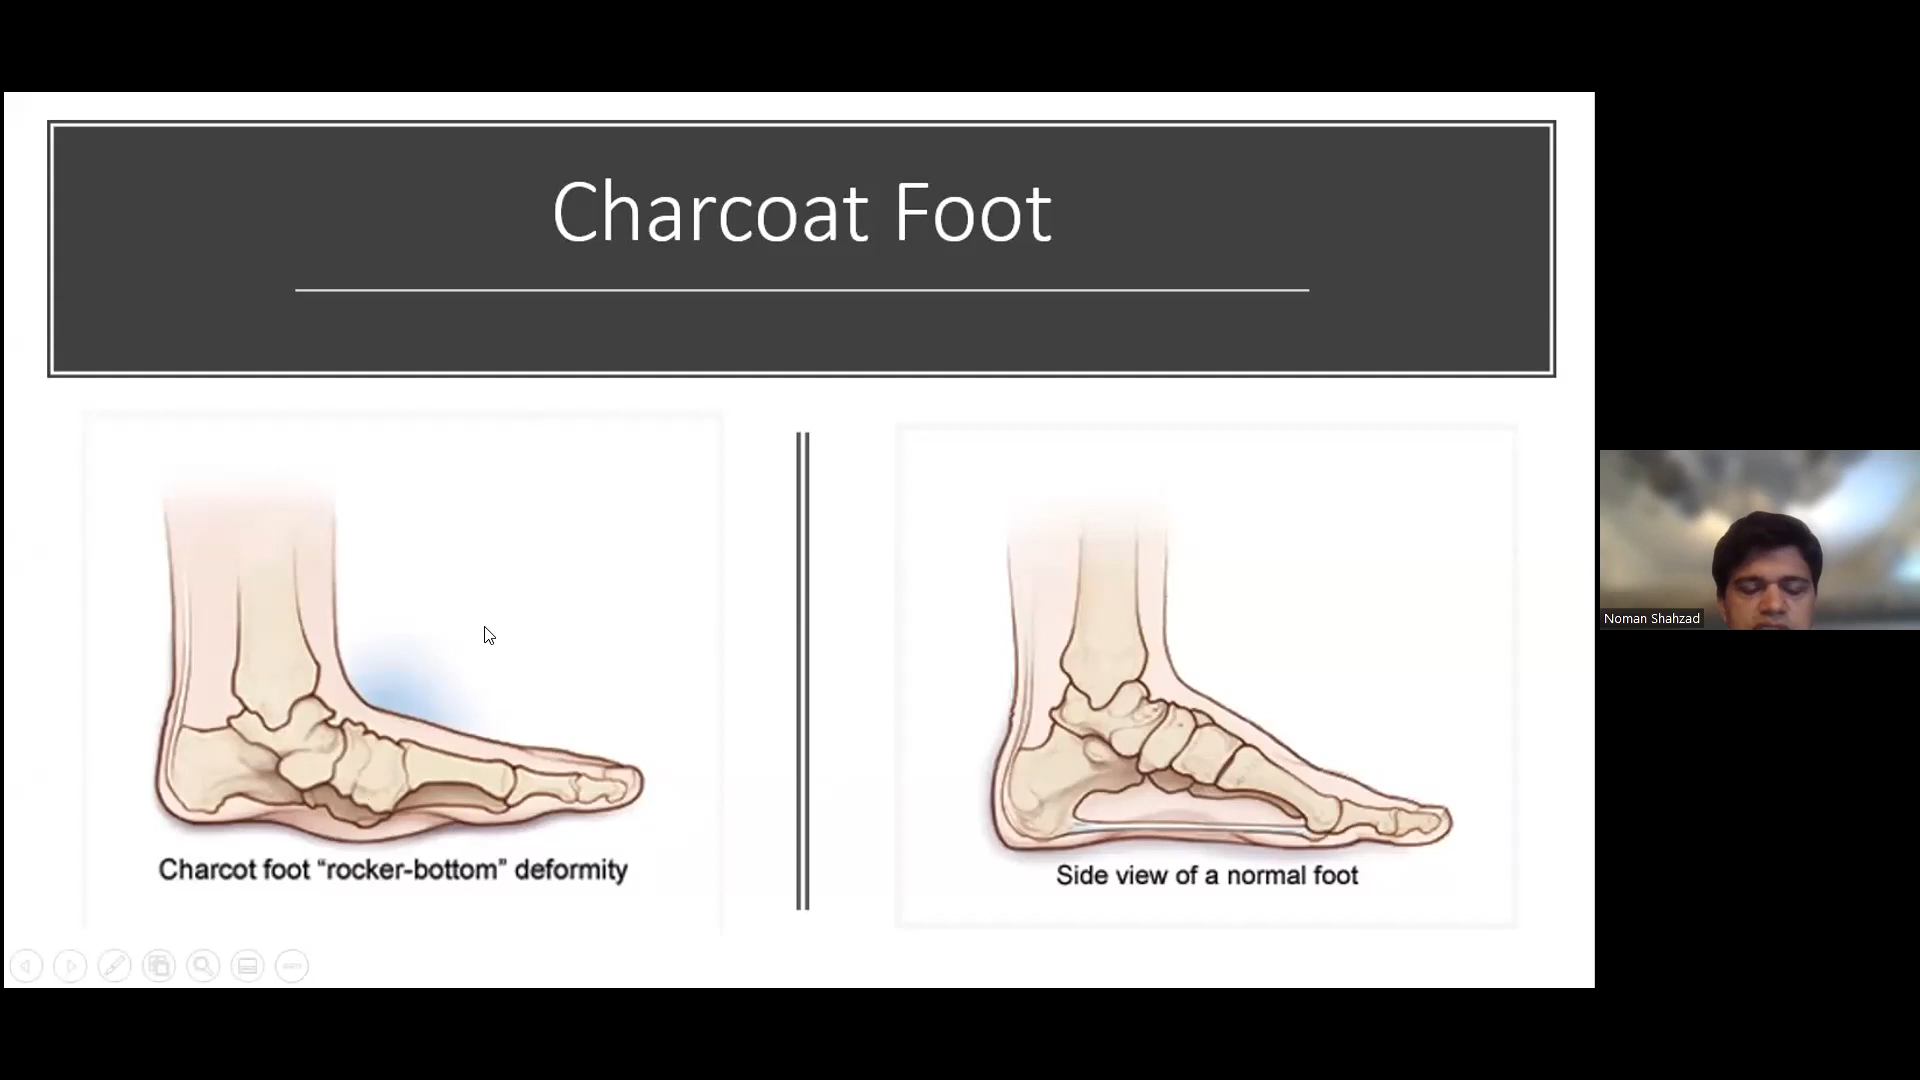 Charcoat Foot
Charcot foot “rocker-bottom” deformity
Side view of a normal foot
Noman Shahzad